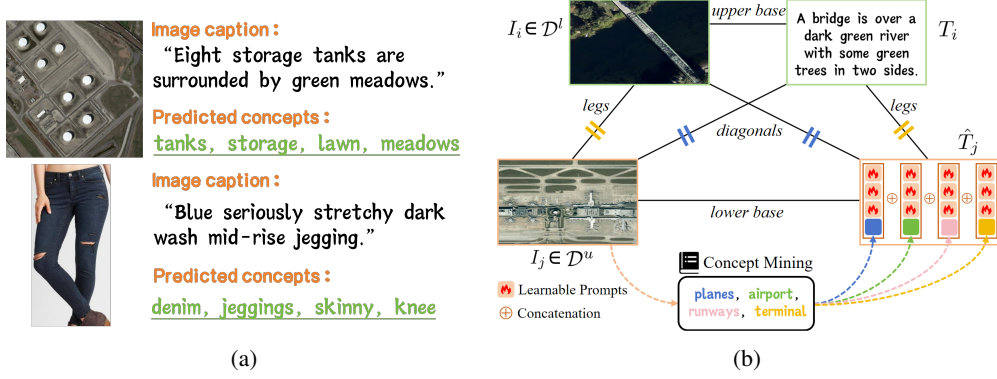 Image caption:
“Eight storage tanks are
surrounded by green meadows.”
Predicted concepts:
tanks, storage, lawn, meadows
Image caption:
“Blue seriously stretchy dark
wash mid-rise jegging.”
Predicted concepts:
denim, jeggings, skinny, knee
(a)
I_i ∈ D^l
upper base
A bridge is over a
dark green river
with some green
trees in two sides.
T_i
legs
diagonals
legs
T̂_j
lower base
I_j ∈ D^u
Concept Mining
planes, airport,
runways, terminal
Learnable Prompts
Concatenation
(b)